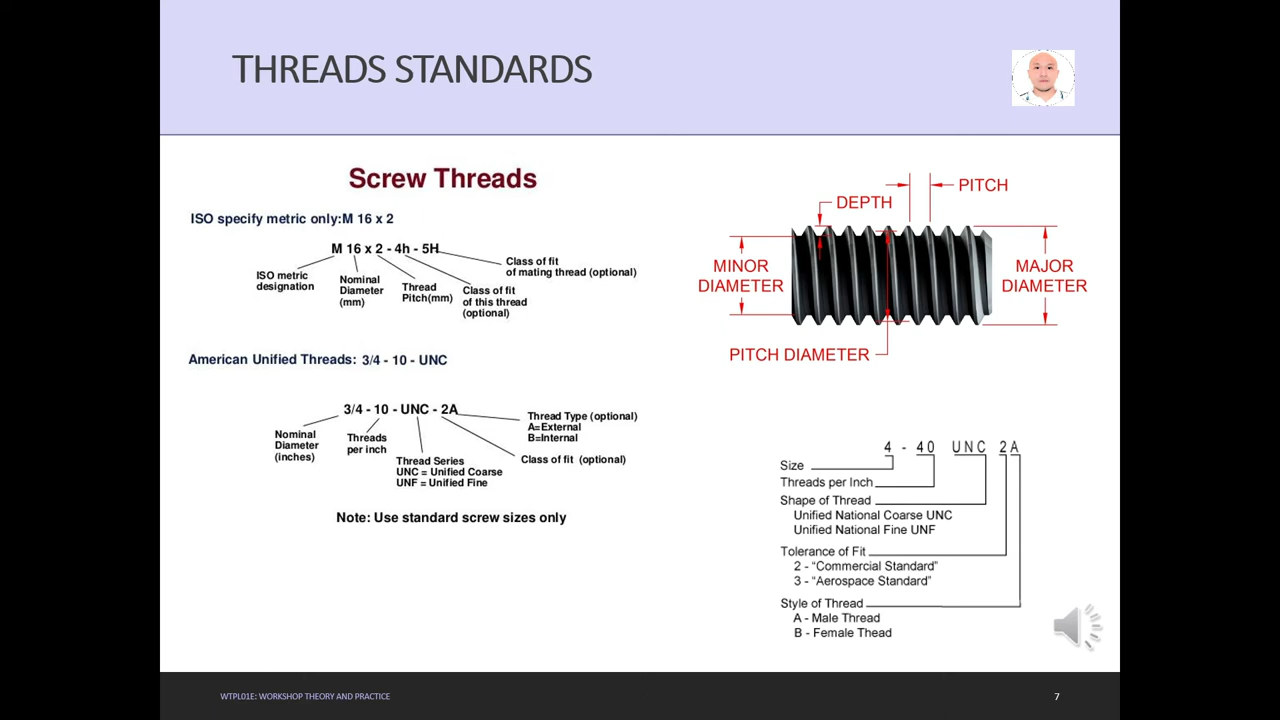 THREADS STANDARDS
Screw Threads
ISO specify metric only:M 16 x 2
M 16 x 2 - 4h - 5H
ISO metric
designation
Nominal
Diameter
(mm)
Thread
Pitch(mm)
Class of fit
of this thread
(optional)
Class of fit
of mating thread (optional)
American Unified Threads: 3/4 - 10 - UNC
3/4 - 10 - UNC - 2A
Nominal
Diameter
(inches)
Threads
per inch
Thread Series
UNC = Unified Coarse
UNF = Unified Fine
Thread Type (optional)
A=External
B=Internal
Class of fit (optional)
Note: Use standard screw sizes only
PITCH
DEPTH
MINOR
DIAMETER
MAJOR
DIAMETER
PITCH DIAMETER
4 - 40 UNC 2A
Size
Threads per Inch
Shape of Thread
Unified National Coarse UNC
Unified National Fine UNF
Tolerance of Fit
2 - “Commercial Standard”
3 - “Aerospace Standard”
Style of Thread
A - Male Thread
B - Female Thead
WTPL01E: WORKSHOP THEORY AND PRACTICE
7